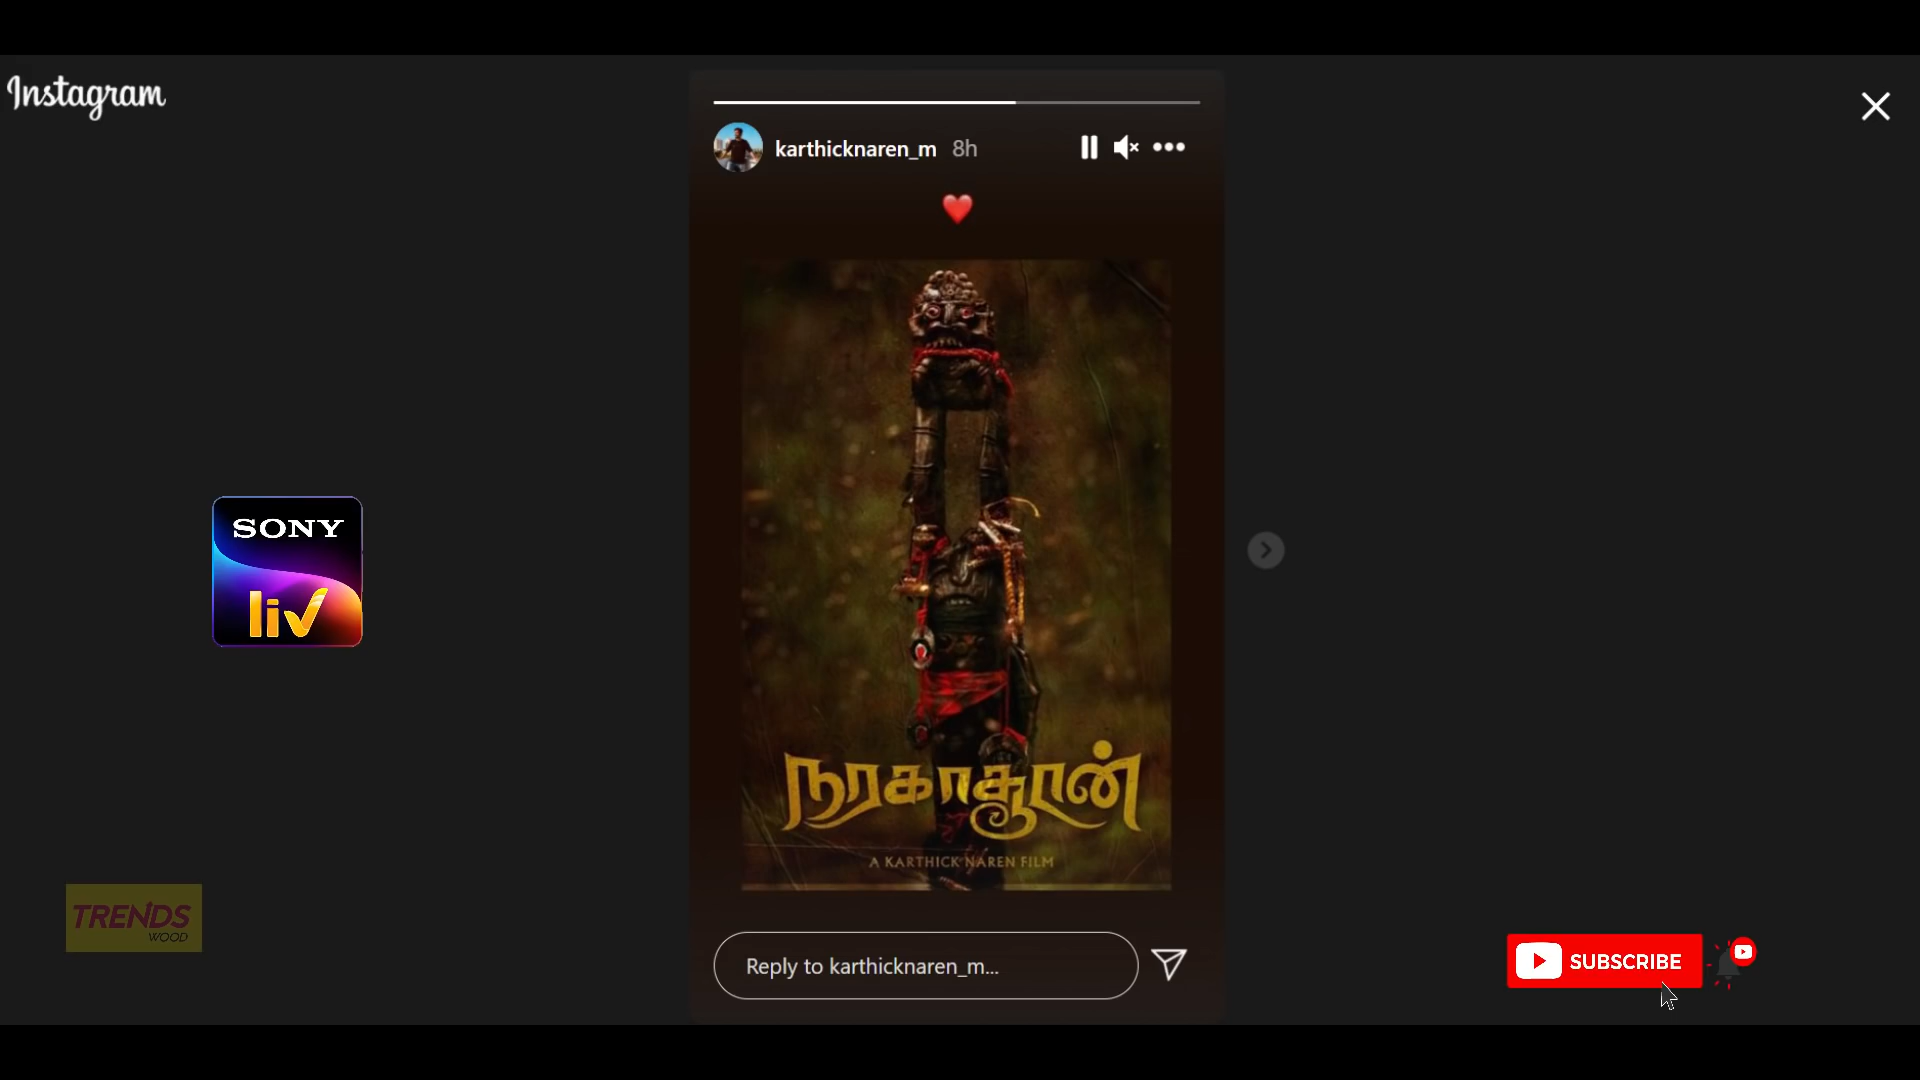 Instagram
karthicknaren_m 8h
SONY
liv
நரகாசூரன்
A KARTHICK NAREN FILM
TRENDS
WOOD
SUBSCRIBE
Reply to karthicknaren_m...